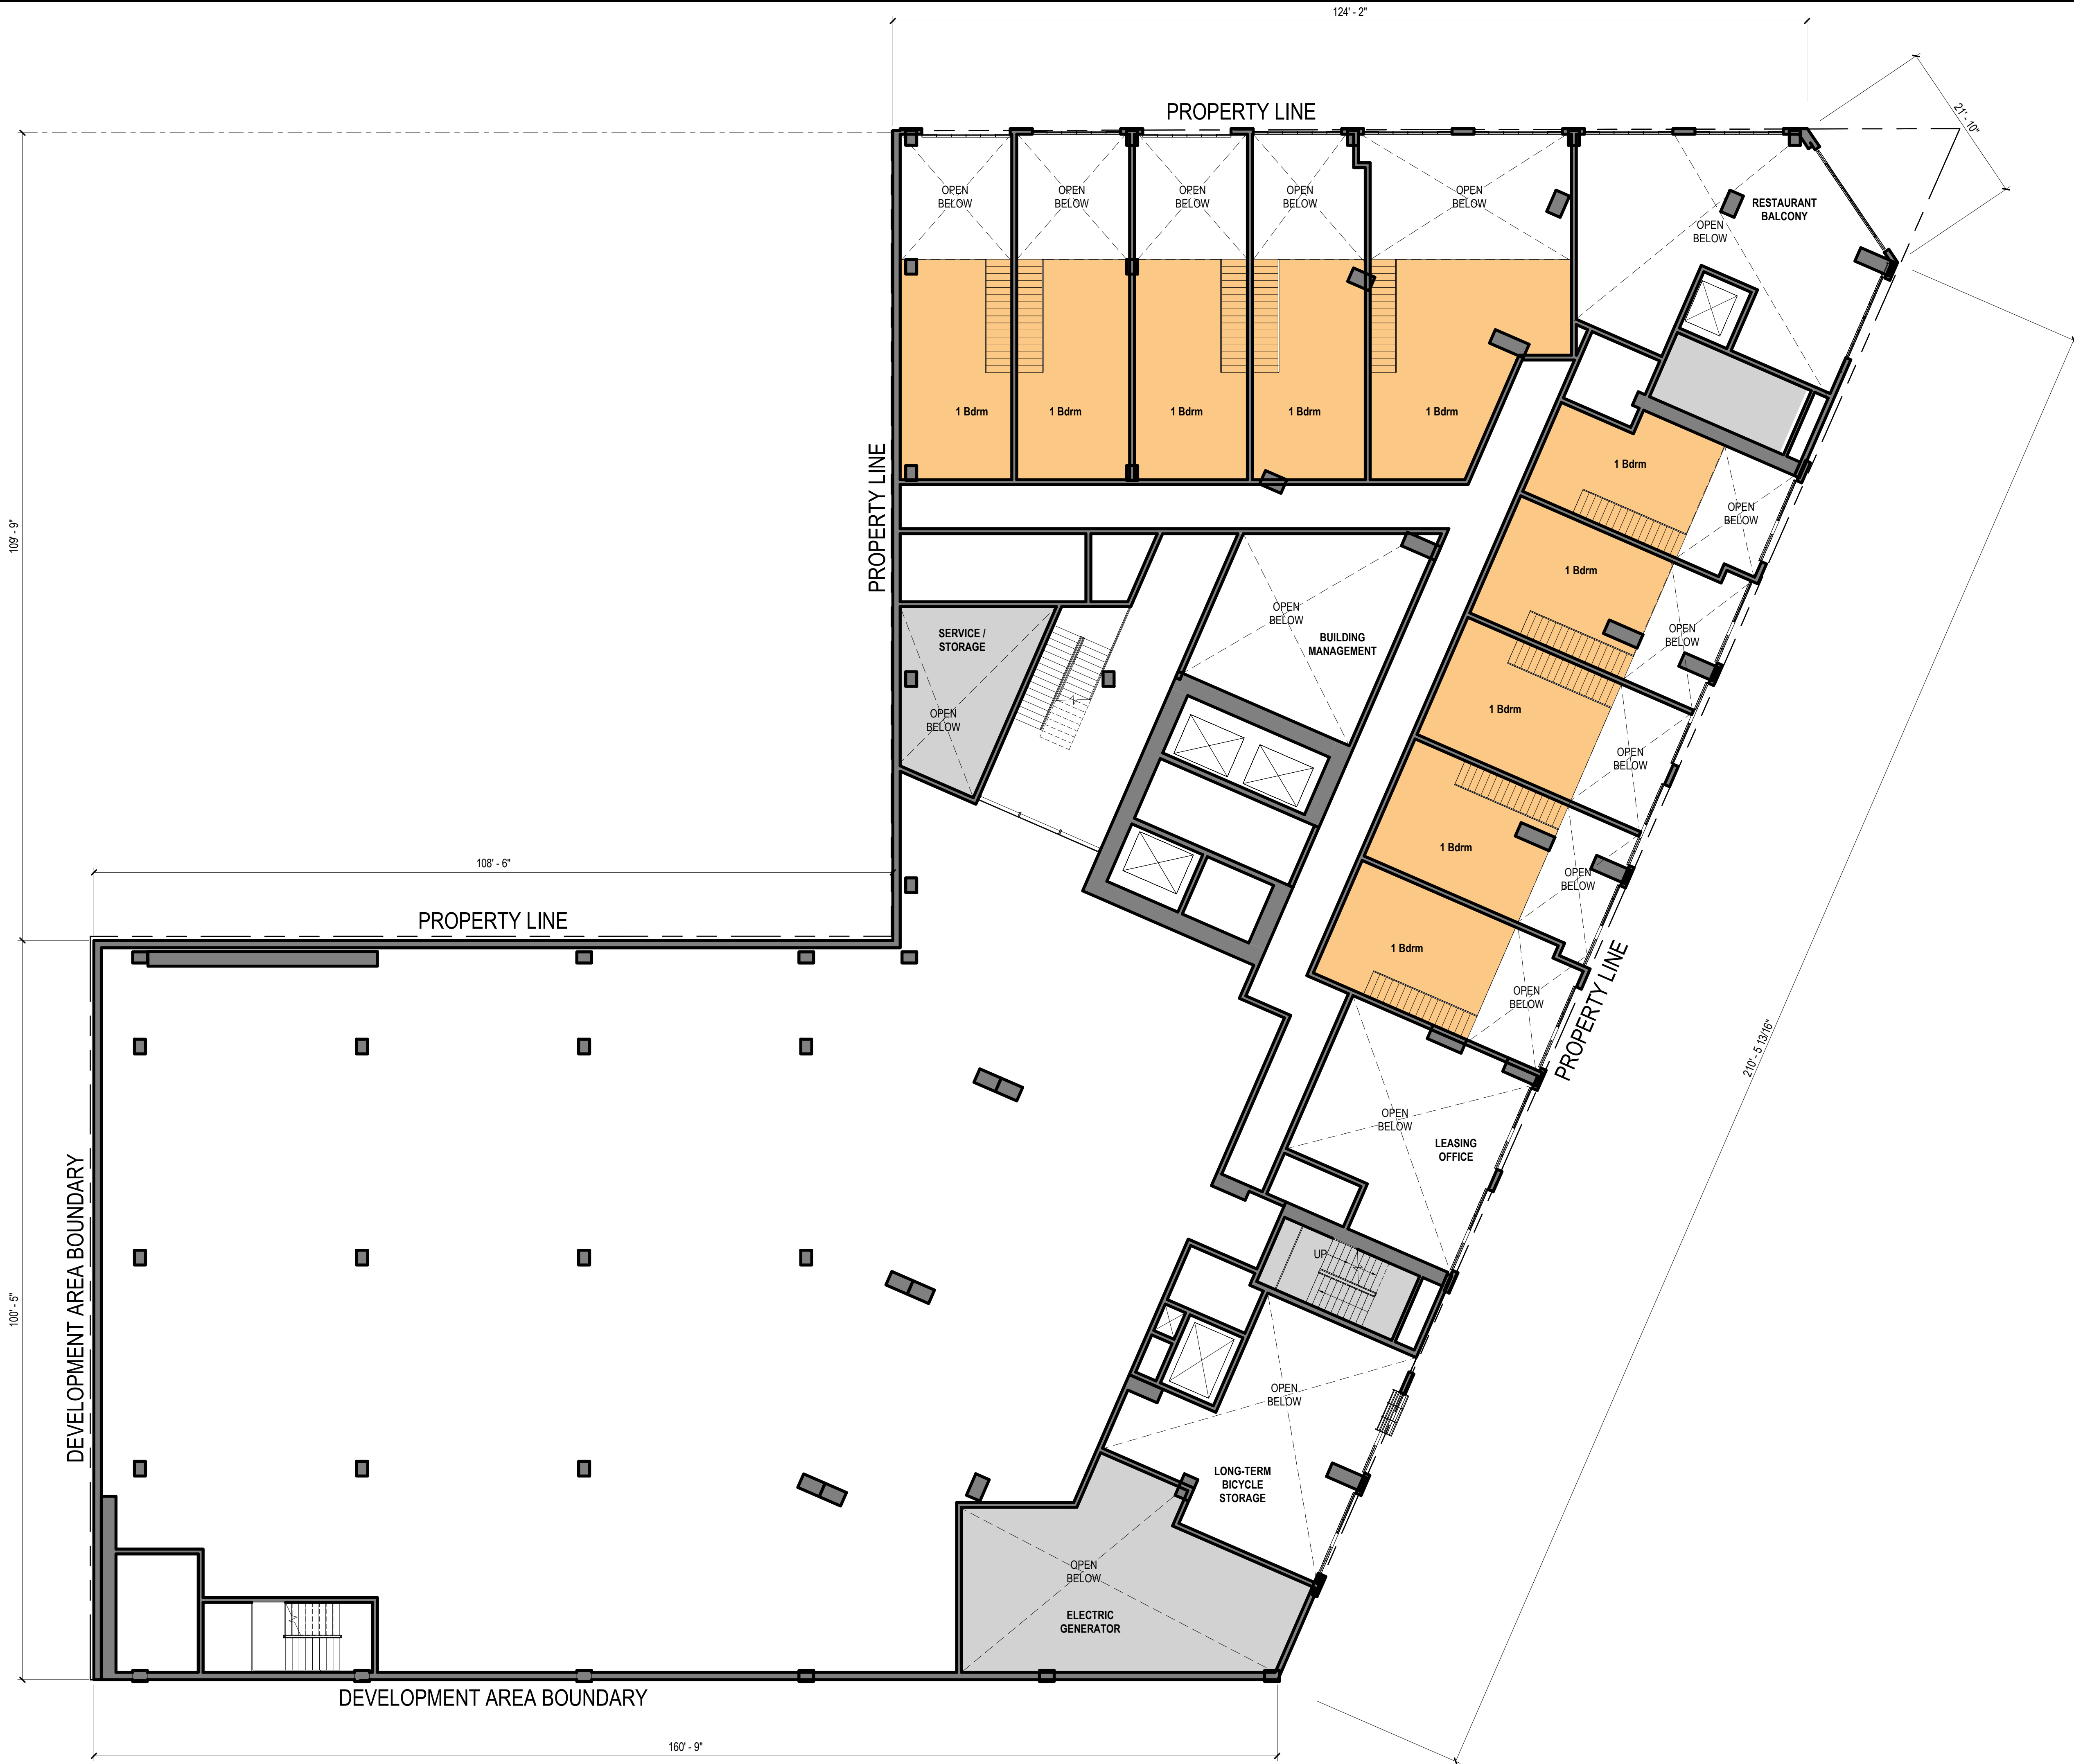 124' - 2"
21' - 10"
PROPERTY LINE
OPEN
BELOW
OPEN
BELOW
OPEN
BELOW
OPEN
BELOW
OPEN
BELOW
RESTAURANT
BALCONY
OPEN
BELOW
1 Bdrm
1 Bdrm
1 Bdrm
1 Bdrm
1 Bdrm
1 Bdrm
PROPERTY LINE
109' - 9"
OPEN
BELOW
1 Bdrm
OPEN
BELOW
BUILDING
MANAGEMENT
SERVICE /
STORAGE
OPEN
BELOW
OPEN
BELOW
1 Bdrm
OPEN
BELOW
1 Bdrm
OPEN
BELOW
108' - 6"
PROPERTY LINE
1 Bdrm
OPEN
BELOW
PROPERTY LINE
210' - 5 13/16"
OPEN
BELOW
LEASING
OFFICE
UP
DEVELOPMENT AREA BOUNDARY
100' - 5"
OPEN
BELOW
LONG-TERM
BICYCLE
STORAGE
OPEN
BELOW
ELECTRIC
GENERATOR
DEVELOPMENT AREA BOUNDARY
160' - 9"